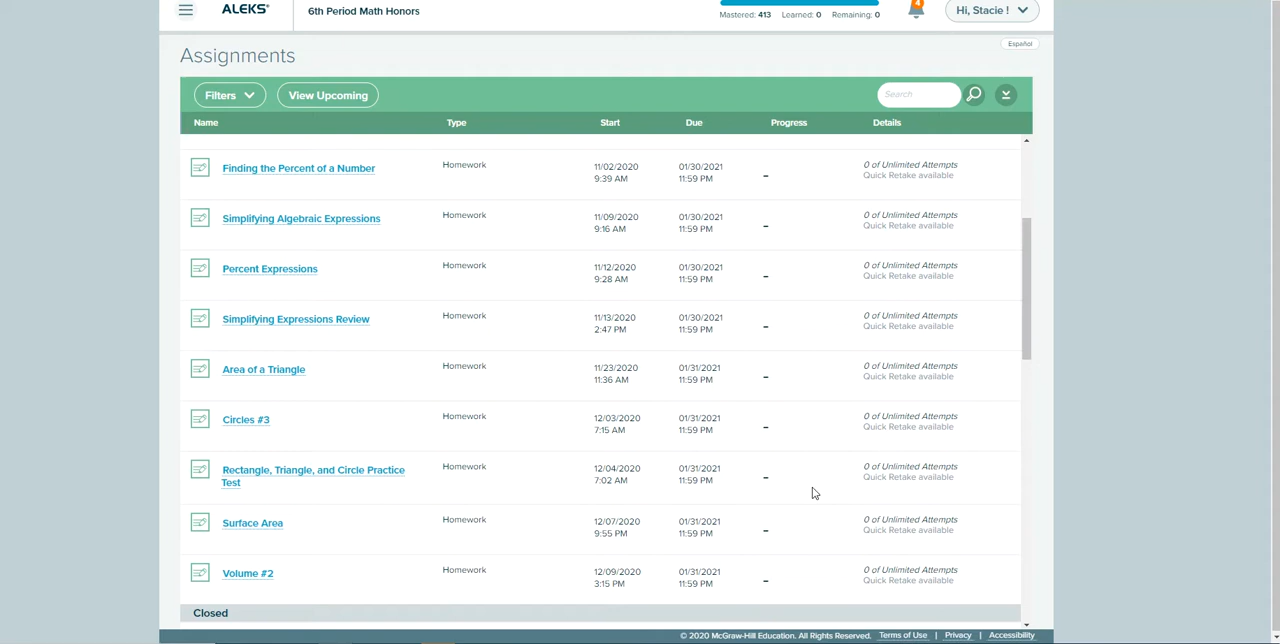 ALEKS®
6th Period Math Honors
Mastered: 413 Learned: 0 Remaining: 0
4
Hi, Stacie !
Assignments
Español
Filters
View Upcoming
Search
Name Type Start Due Progress Details
Finding the Percent of a Number Homework 11/02/2020 01/30/2021 – 0 of Unlimited Attempts
9:39 AM 11:59 PM Quick Retake available
Simplifying Algebraic Expressions Homework 11/09/2020 01/30/2021 – 0 of Unlimited Attempts
9:16 AM 11:59 PM Quick Retake available
Percent Expressions Homework 11/12/2020 01/30/2021 – 0 of Unlimited Attempts
9:28 AM 11:59 PM Quick Retake available
Simplifying Expressions Review Homework 11/13/2020 01/30/2021 – 0 of Unlimited Attempts
2:47 PM 11:59 PM Quick Retake available
Area of a Triangle Homework 11/23/2020 01/31/2021 – 0 of Unlimited Attempts
11:36 AM 11:59 PM Quick Retake available
Circles #3 Homework 12/03/2020 01/31/2021 – 0 of Unlimited Attempts
7:15 AM 11:59 PM Quick Retake available
Rectangle, Triangle, and Circle Practice Homework 12/04/2020 01/31/2021 – 0 of Unlimited Attempts
Test 7:02 AM 11:59 PM Quick Retake available
Surface Area Homework 12/07/2020 01/31/2021 – 0 of Unlimited Attempts
9:55 PM 11:59 PM Quick Retake available
Volume #2 Homework 12/09/2020 01/31/2021 – 0 of Unlimited Attempts
3:15 PM 11:59 PM Quick Retake available
Closed
© 2020 McGraw-Hill Education. All Rights Reserved. Terms of Use | Privacy | Accessibility